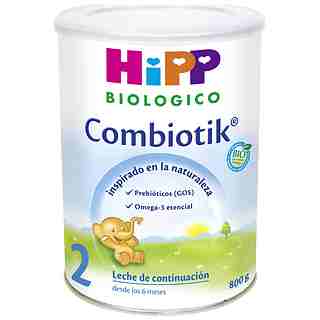 HiPP
BIOLOGICO
Combiotik®
BIO
inspirado en la naturaleza
✓ Prebióticos (GOS)
✓ Omega-3 esencial
2
Leche de continuación
desde los 6 meses
800 g